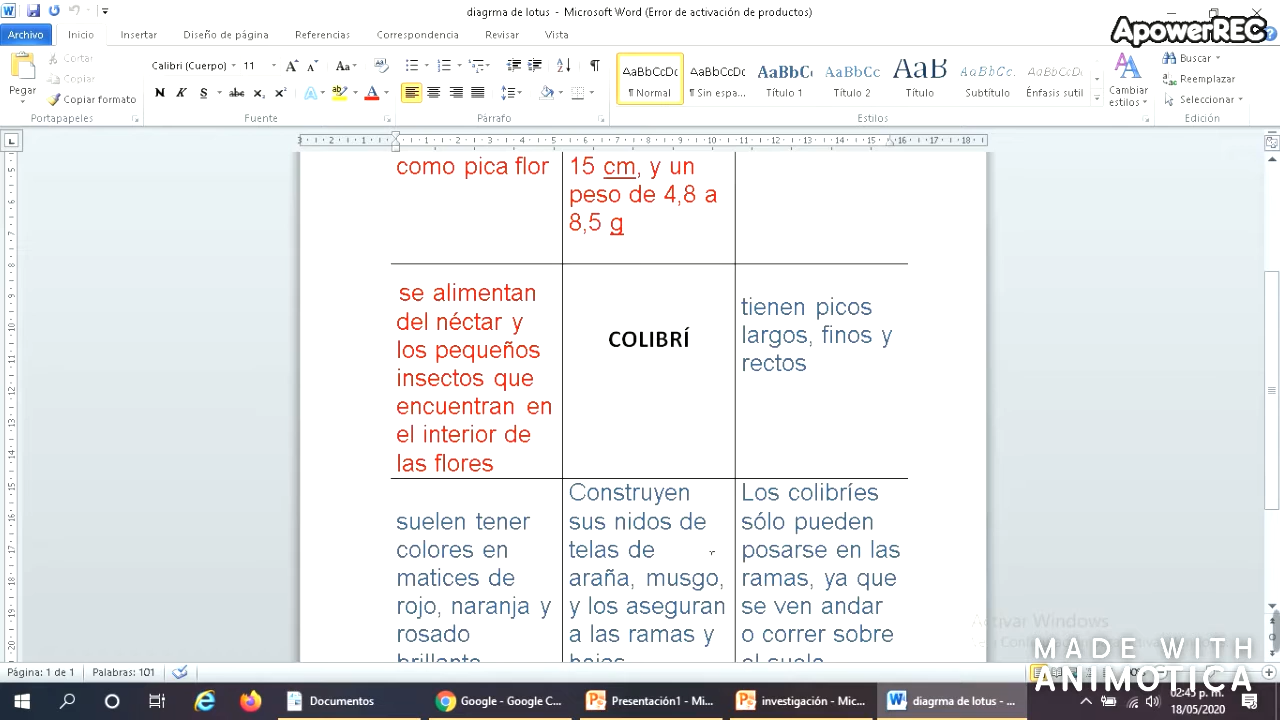 diagrma de lotus - Microsoft Word (Error de activación de productos)
ApowerREC
Archivo Inicio Insertar Diseño de página Referencias Correspondencia Revisar Vista
Pegar
Cortar
Copiar
Copiar formato
Calibri (Cuerpo) 11
AaBbCcDc AaBbCcDc AaBbC AaBbCc AaB AaBbCc. AaBbCcDc
¶ Normal ¶ Sin espa... Título 1 Título 2 Título Subtítulo Énfasis sutil
Cambiar
estilos
Buscar
Reemplazar
Seleccionar
Portapapeles Fuente Párrafo Estilos Edición
como pica flor
15 cm, y un
peso de 4,8 a
8,5 g
se alimentan
del néctar y
los pequeños
insectos que
encuentran en
el interior de
las flores
COLIBRÍ
tienen picos
largos, finos y
rectos
suelen tener
colores en
matices de
rojo, naranja y
rosado
brillante
Construyen
sus nidos de
telas de
araña, musgo,
y los aseguran
a las ramas y
hojas
Los colibríes
sólo pueden
posarse en las
ramas, ya que
se ven andar
o correr sobre
el suelo
Activar Windows
MADE WITH
ANIMOTICA
Página: 1 de 1 Palabras: 101
Documentos Google - Google C... Presentación1 - Mi... investigación - Mic... diagrma de lotus - ...
02:45 p. m.
18/05/2020